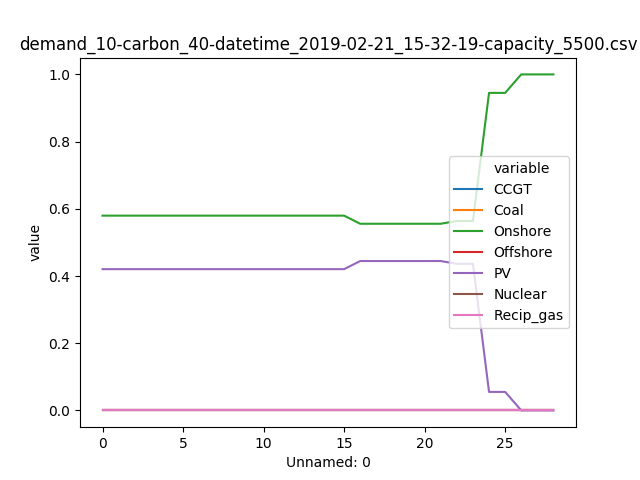 demand_10-carbon_40-datetime_2019-02-21_15-32-19-capacity_5500.csv
1.0
0.8
0.6
0.4
0.2
0.0
value
variable
CCGT
Coal
Onshore
Offshore
PV
Nuclear
Recip_gas
0 5 10 15 20 25
Unnamed: 0